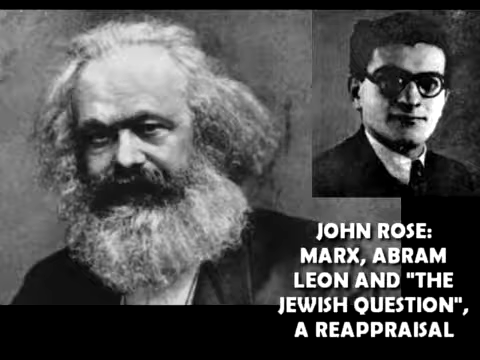 JOHN ROSE:
MARX, ABRAM
LEON AND "THE
JEWISH QUESTION",
A REAPPRAISAL